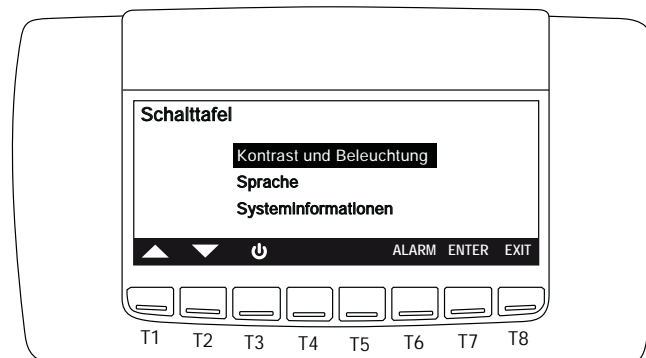 Schalttafel
Kontrast und Beleuchtung
Sprache
Systeminformationen
ALARM ENTER EXIT
T1 T2 T3 T4 T5 T6 T7 T8